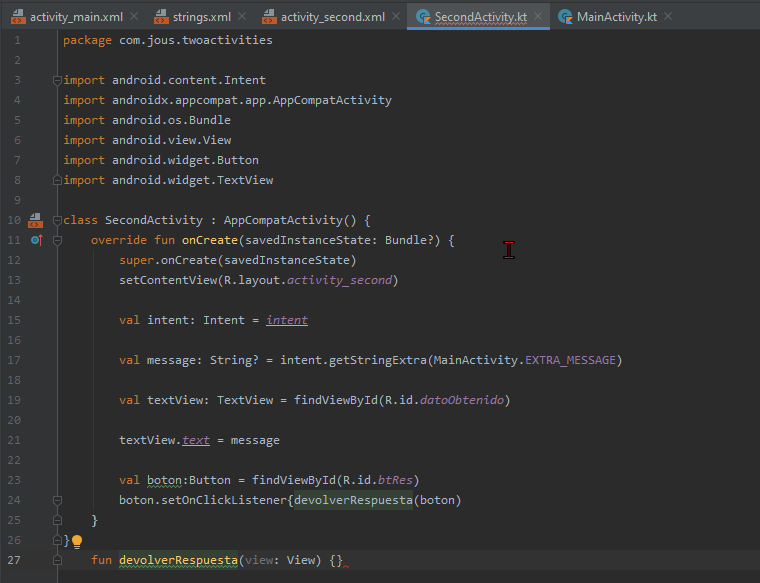 activity_main.xml strings.xml activity_second.xml SecondActivity.kt MainActivity.kt
1 package com.jous.twoactivities
2
3 import android.content.Intent
4 import androidx.appcompat.app.AppCompatActivity
5 import android.os.Bundle
6 import android.view.View
7 import android.widget.Button
8 import android.widget.TextView
9
10 class SecondActivity : AppCompatActivity() {
11 override fun onCreate(savedInstanceState: Bundle?) {
12 super.onCreate(savedInstanceState)
13 setContentView(R.layout.activity_second)
14
15 val intent: Intent = intent
16
17 val message: String? = intent.getStringExtra(MainActivity.EXTRA_MESSAGE)
18
19 val textView: TextView = findViewById(R.id.datoObtenido)
20
21 textView.text = message
22
23 val boton:Button = findViewById(R.id.btRes)
24 boton.setOnClickListener{devolverRespuesta(boton)
25 }
26 }
27 fun devolverRespuesta(view: View) {}